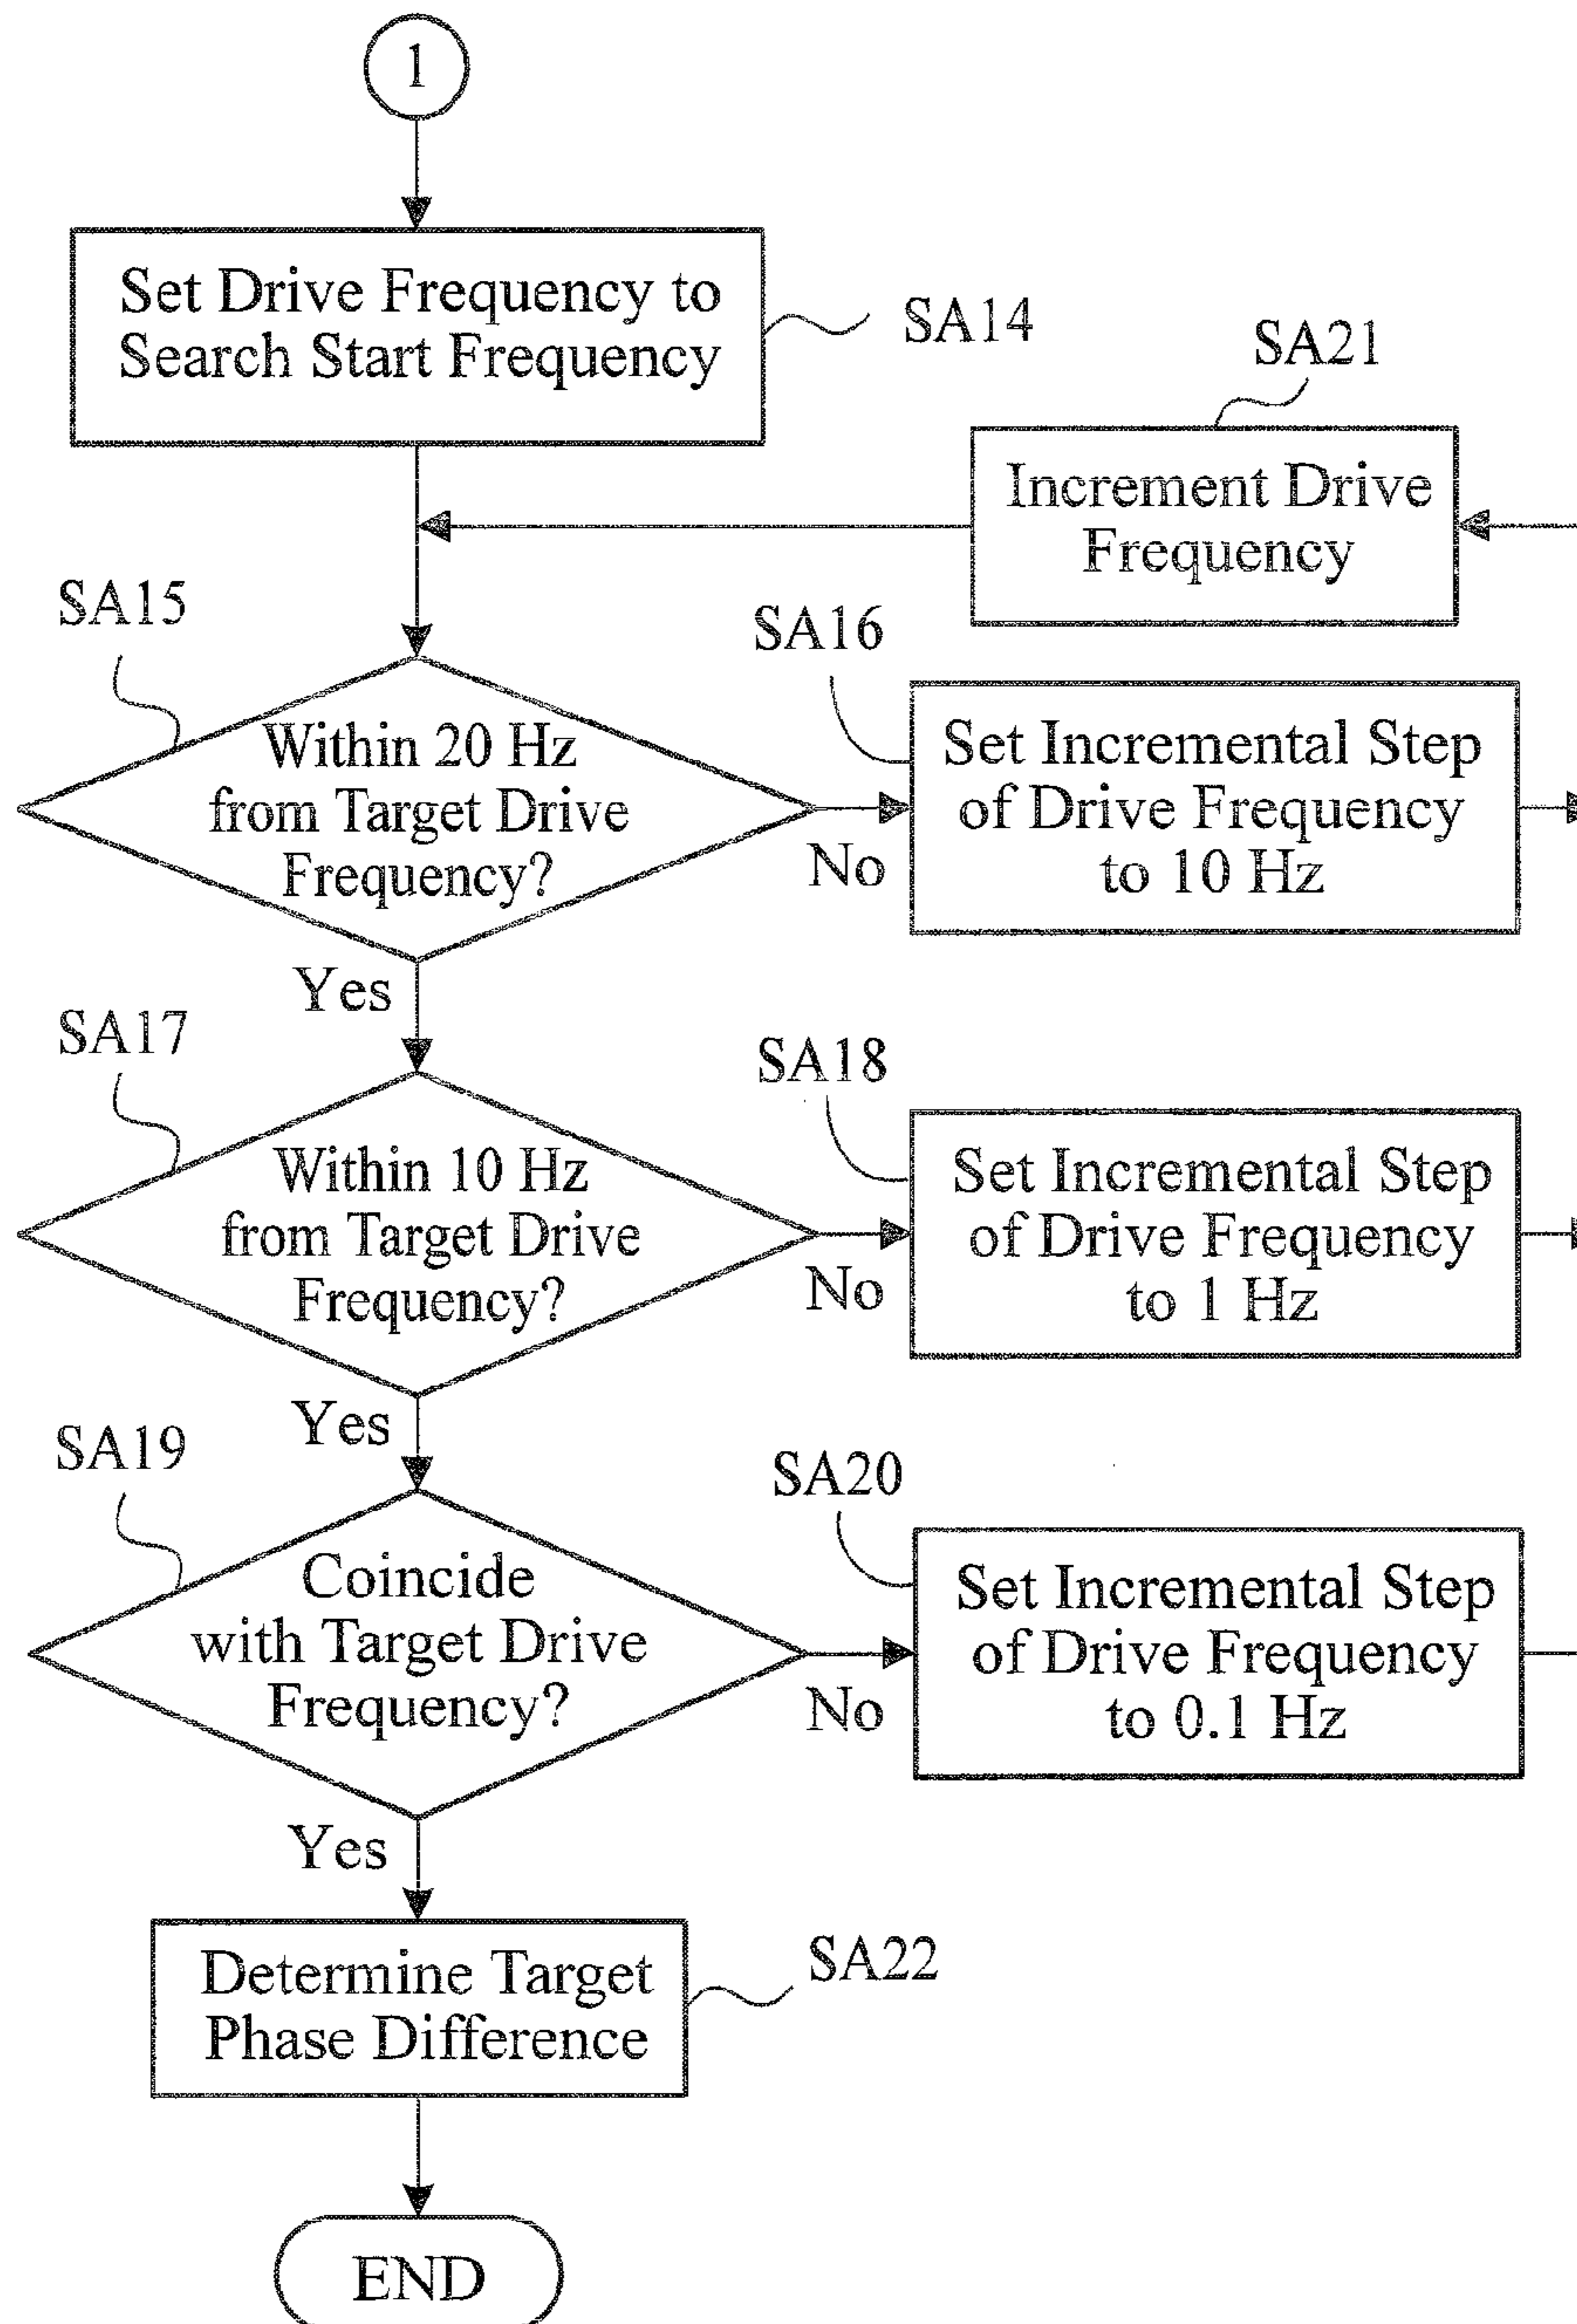 1
Set Drive Frequency to
Search Start Frequency
SA14
SA21
Increment Drive
Frequency
SA15
Within 20 Hz
from Target Drive
Frequency?
No
Yes
SA16
Set Incremental Step
of Drive Frequency
to 10 Hz
SA17
Within 10 Hz
from Target Drive
Frequency?
No
Yes
SA18
Set Incremental Step
of Drive Frequency
to 1 Hz
SA19
Coincide
with Target Drive
Frequency?
No
Yes
SA20
Set Incremental Step
of Drive Frequency
to 0.1 Hz
Determine Target
Phase Difference
SA22
END